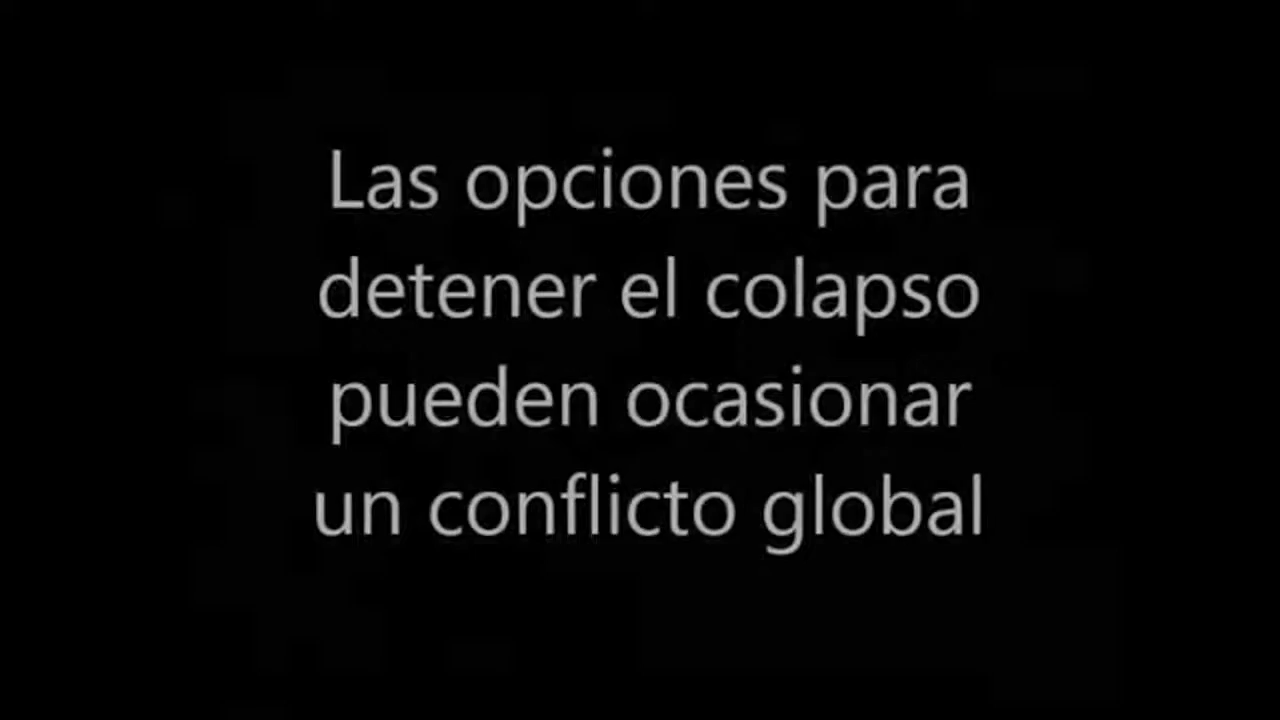 Las opciones para
detener el colapso
pueden ocasionar
un conflicto global